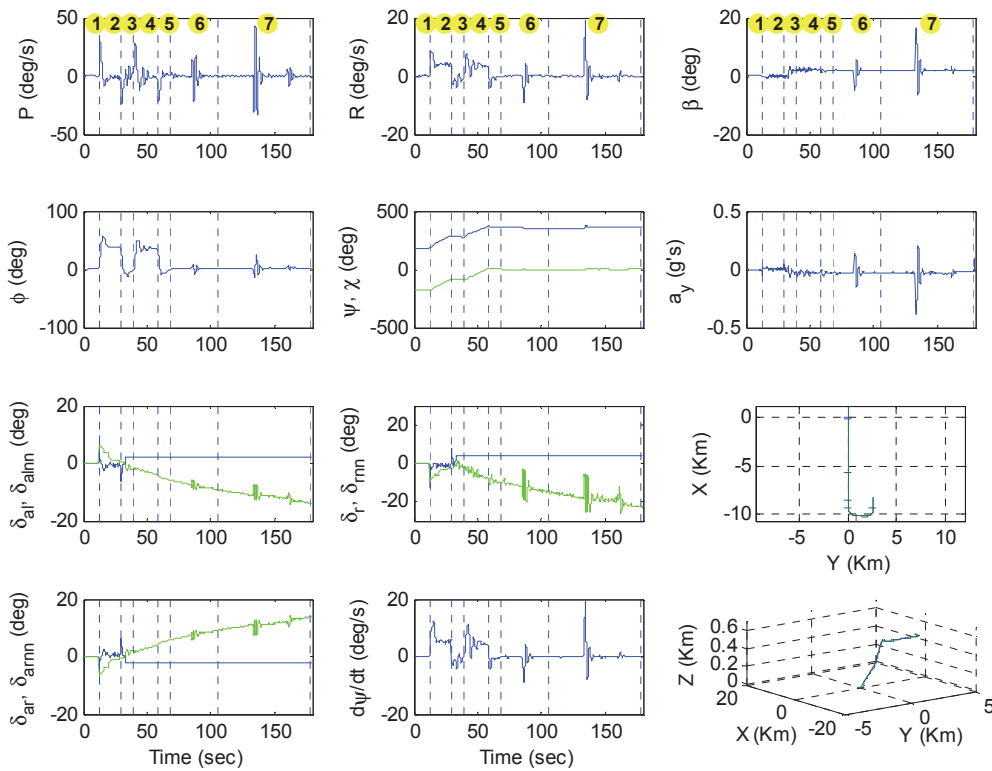 1 2 3 4 5 6 7
P (deg/s)
50
0
-50
0 50 100 150
1 2 3 4 5 6 7
R (deg)
20
0
-20
0 50 100 150
1 2 3 4 5 6 7
β (deg)
20
0
-20
0 50 100 150
ϕ (deg)
100
0
-100
0 50 100 150
ψ, χ (deg)
500
0
-500
0 50 100 150
a_y (g's)
0.5
0
-0.5
0 50 100 150
δ_al, δ_alnn (deg)
20
0
-20
0 50 100 150
δ_r, δ_rnn (deg)
20
0
-20
0 50 100 150
X (Km)
0
-5
-10
-5 0 5 10
Y (Km)
δ_ar, δ_arnn (deg)
20
0
-20
0 50 100 150
Time (sec)
dψ/dt (deg/s)
20
0
-20
0 50 100 150
Time (sec)
Z (Km)
0.6
0.4
0.2
0
20
0
-20
X (Km)
-5
0
5
Y (Km)